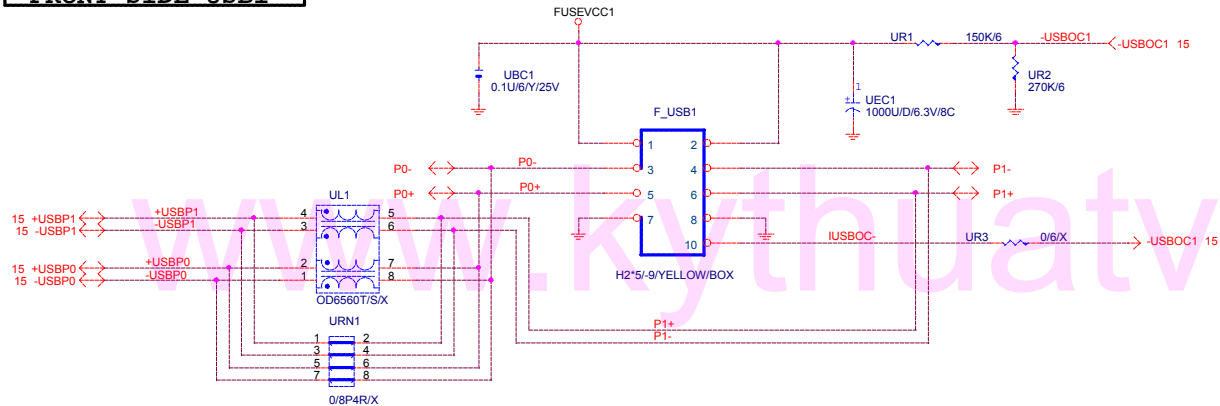 FRONT SIDE USB1
FUSEVCC1
UR1 150K/6 -USBOC1 -USBOC1 15
UBC1
0.1U/6/Y/25V
UR2
270K/6
1
+
UEC1
1000U/D/6.3V/8C
F_USB1
1 2
P0- P0- 3 4 P1-
P0+ P0+ 5 6 P1+
7 8
10 IUSBOC- UR3 0/6/X -USBOC1 15
H2*5/-9/YELLOW/BOX
UL1
15 +USBP1 +USBP1 4 5
15 -USBP1 -USBP1 3 6
15 +USBP0 +USBP0 2 7
15 -USBP0 -USBP0 1 8
OD6560T/S/X
URN1
P1+
P1-
1 2
3 4
5 6
7 8
0/8P4R/X
www.kythuatv